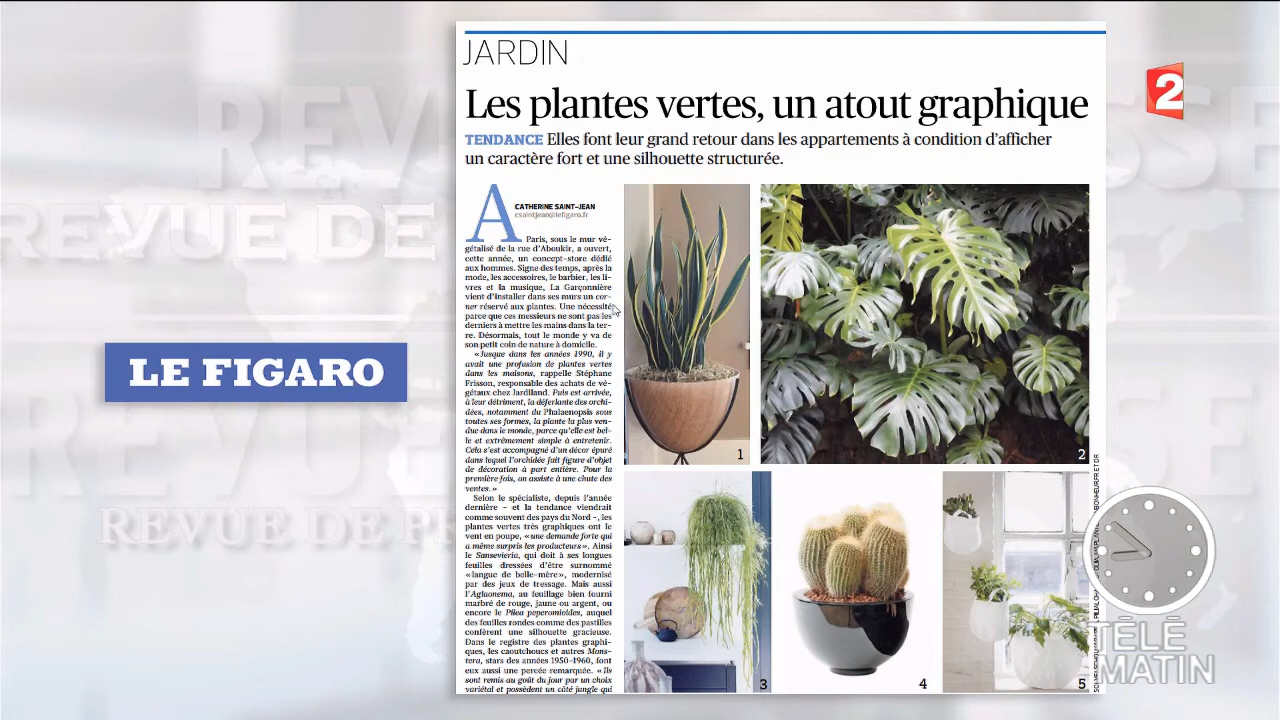 JARDIN
Les plantes vertes, un atout graphique
TENDANCE Elles font leur grand retour dans les appartements à condition d'afficher
un caractère fort et une silhouette structurée.
CATHERINE SAINT-JEAN
csaintjean@lefigaro.fr
A Paris, sous le mur vé-
gétalisé de la rue d'Aboukir, a ouvert,
cette année, un concept-store dédié
aux hommes. Signe des temps, après la
mode, les accessoires, le barbier, les li-
vres et la musique, La Garçonnière
vient d'installer dans ses murs un cor-
ner réservé aux plantes. Une nécessité
parce que ces messieurs ne sont pas les
derniers à mettre les mains dans la ter-
re. Désormais, tout le monde y va de
son petit coin de nature à domicile.
«Jusque dans les années 1990, il y
avait une profusion de plantes vertes
dans les maisons, rappelle Stéphane
Frisson, responsable des achats de vé-
gétaux chez Jardiland. Puis est arrivée,
à leur détriment, la déferlante des orchi-
dées, notamment du Phalaenopsis sous
toutes ses formes, la plante la plus ven-
due dans le monde, parce qu'elle est bel-
le et extrêmement simple à entretenir.
Cela s'est accompagné d'un décor épuré
dans lequel l'orchidée fait figure d'objet
de décoration à part entière. Pour la
première fois, on assiste à une chute des
ventes.»
Selon le spécialiste, depuis l'année
dernière – et la tendance viendrait
comme souvent des pays du Nord –, les
plantes vertes très graphiques ont le
vent en poupe, «une demande forte qui
a même surpris les producteurs». Ainsi
le Sansevieria, qui doit à ses longues
feuilles dressées d'être surnommé
«langue de belle-mère», modernisé
par des jeux de tressage. Mais aussi
l'Aglaonema, au feuillage bien fourni
marbré de rouge, jaune ou argent, ou
encore le Pilea peperomioides, auquel
des feuilles rondes comme des pastilles
confèrent une silhouette gracieuse.
Dans le registre des plantes graphi-
ques, les caoutchoucs et autres Mons-
tera, stars des années 1950-1960, font
eux aussi une percée remarquée. «Ils
sont remis au goût du jour par un choix
variétal et possèdent un côté jungle qui
1
2
3
4
5
LE FIGARO
2
TÉLÉ
MATIN
REVUE DE
REVUE DE PR